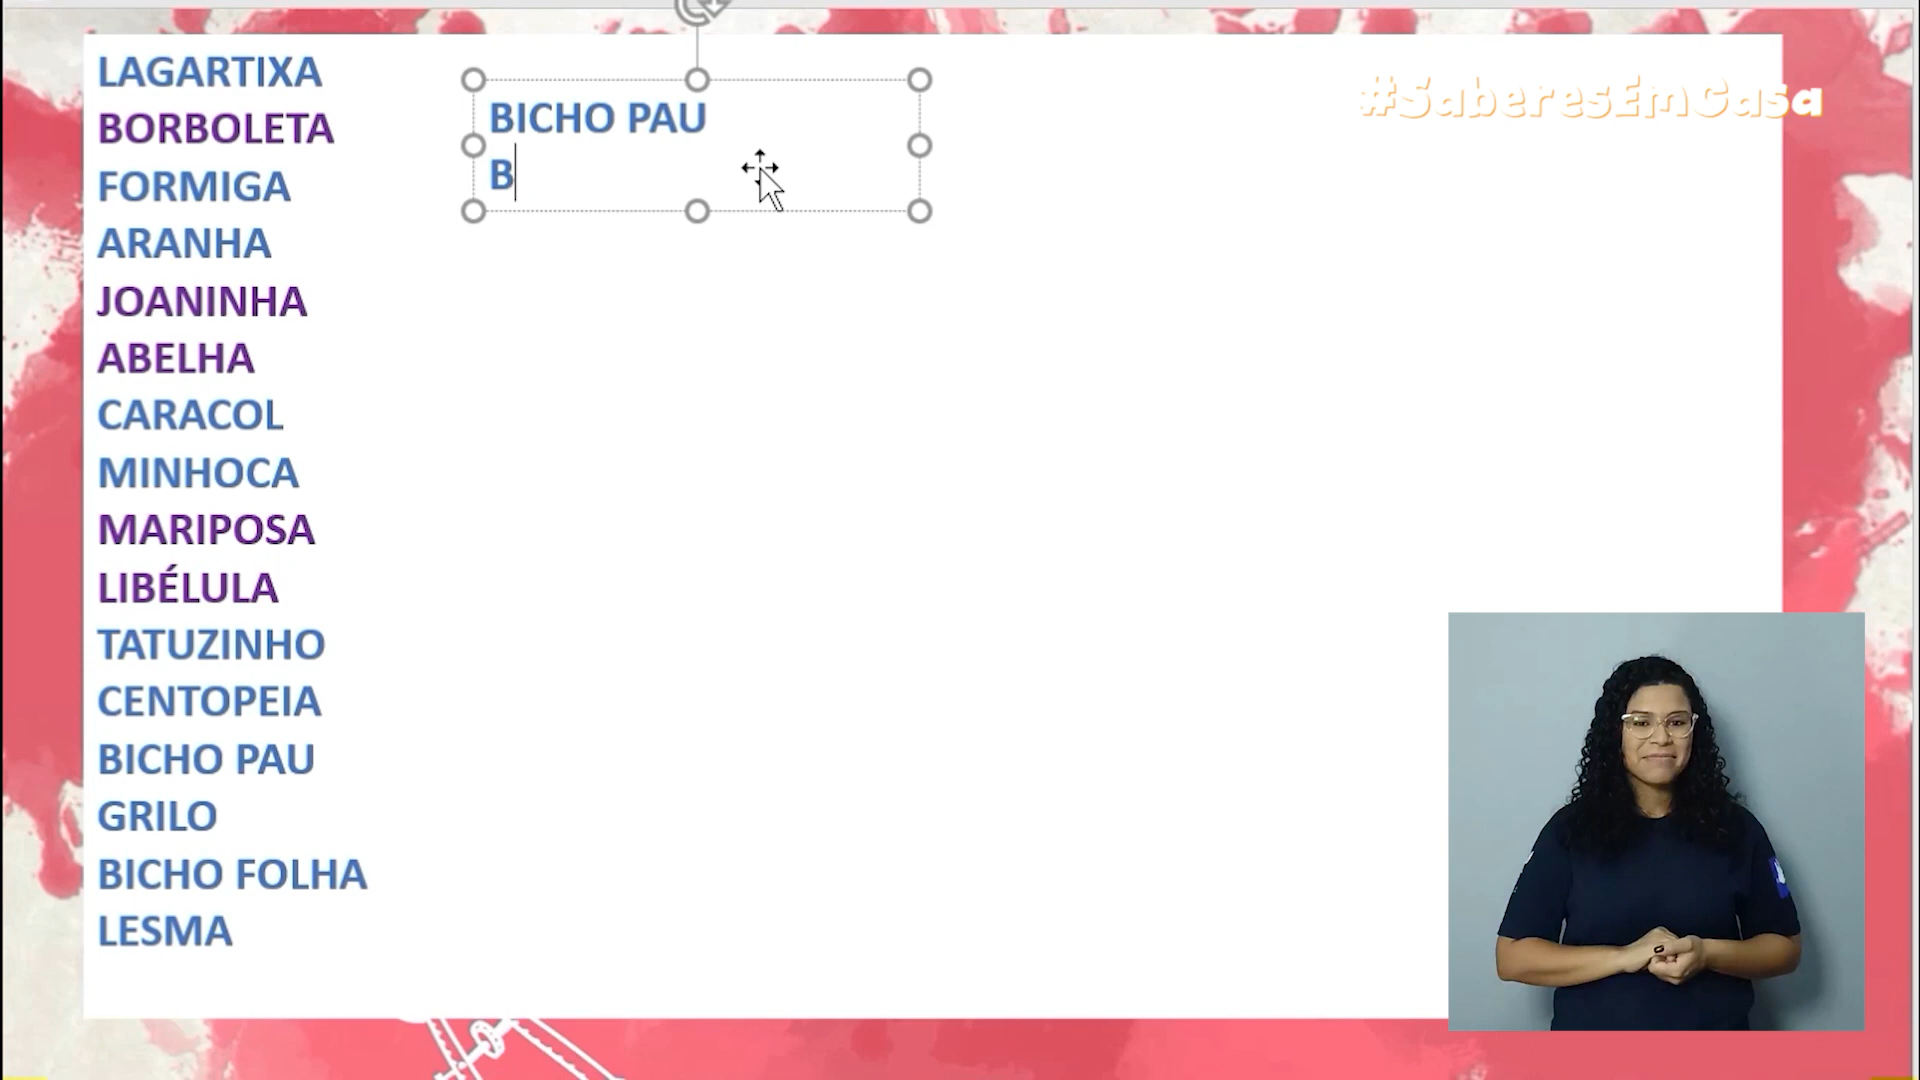 LAGARTIXA
BORBOLETA
FORMIGA
ARANHA
JOANINHA
ABELHA
CARACOL
MINHOCA
MARIPOSA
LIBÉLULA
TATUZINHO
CENTOPEIA
BICHO PAU
GRILO
BICHO FOLHA
LESMA
BICHO PAU
B
#SaberesEmCasa